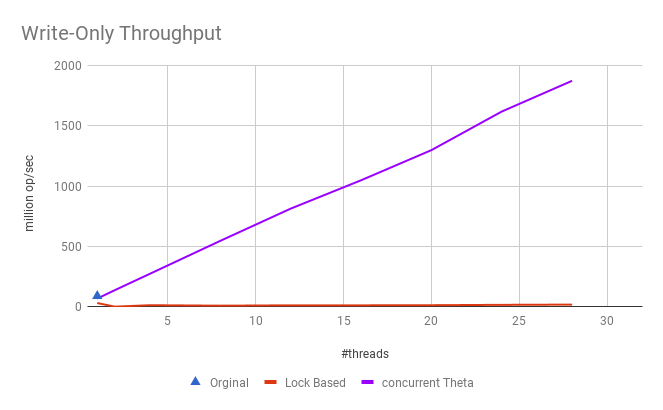 Write-Only Throughput
2000
1500
1000
500
0
million op/sec
5 10 15 20 25 30
#threads
Orginal Lock Based concurrent Theta